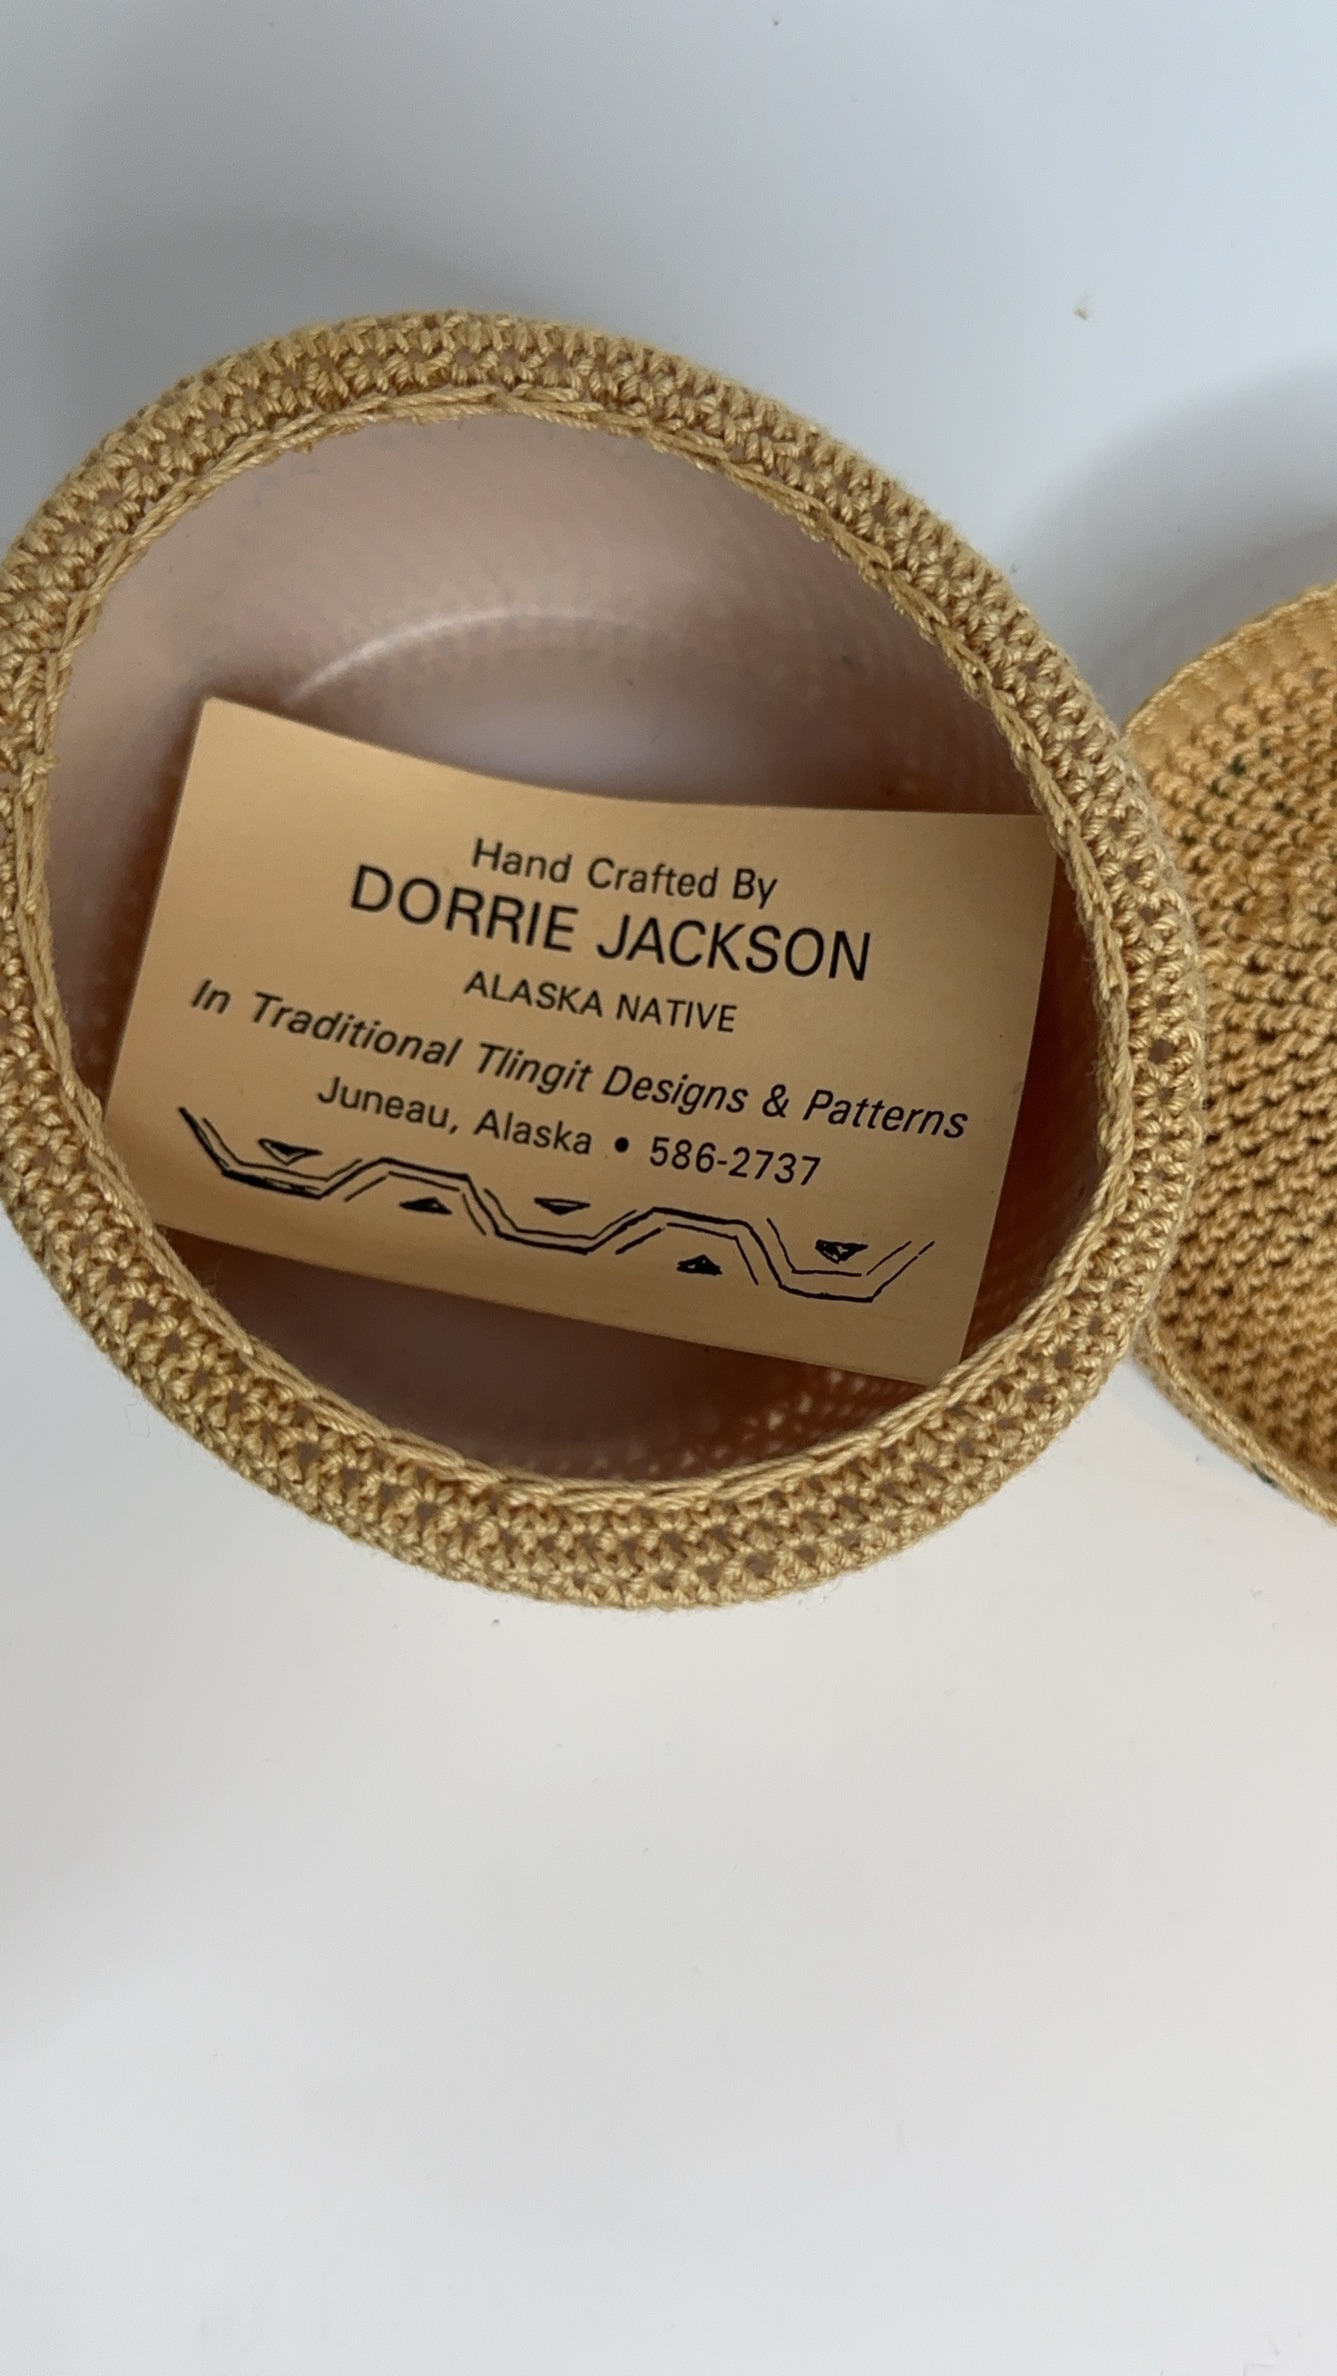 Hand Crafted By
DORRIE JACKSON
ALASKA NATIVE
In Traditional Tlingit Designs & Patterns
Juneau, Alaska • 586-2737